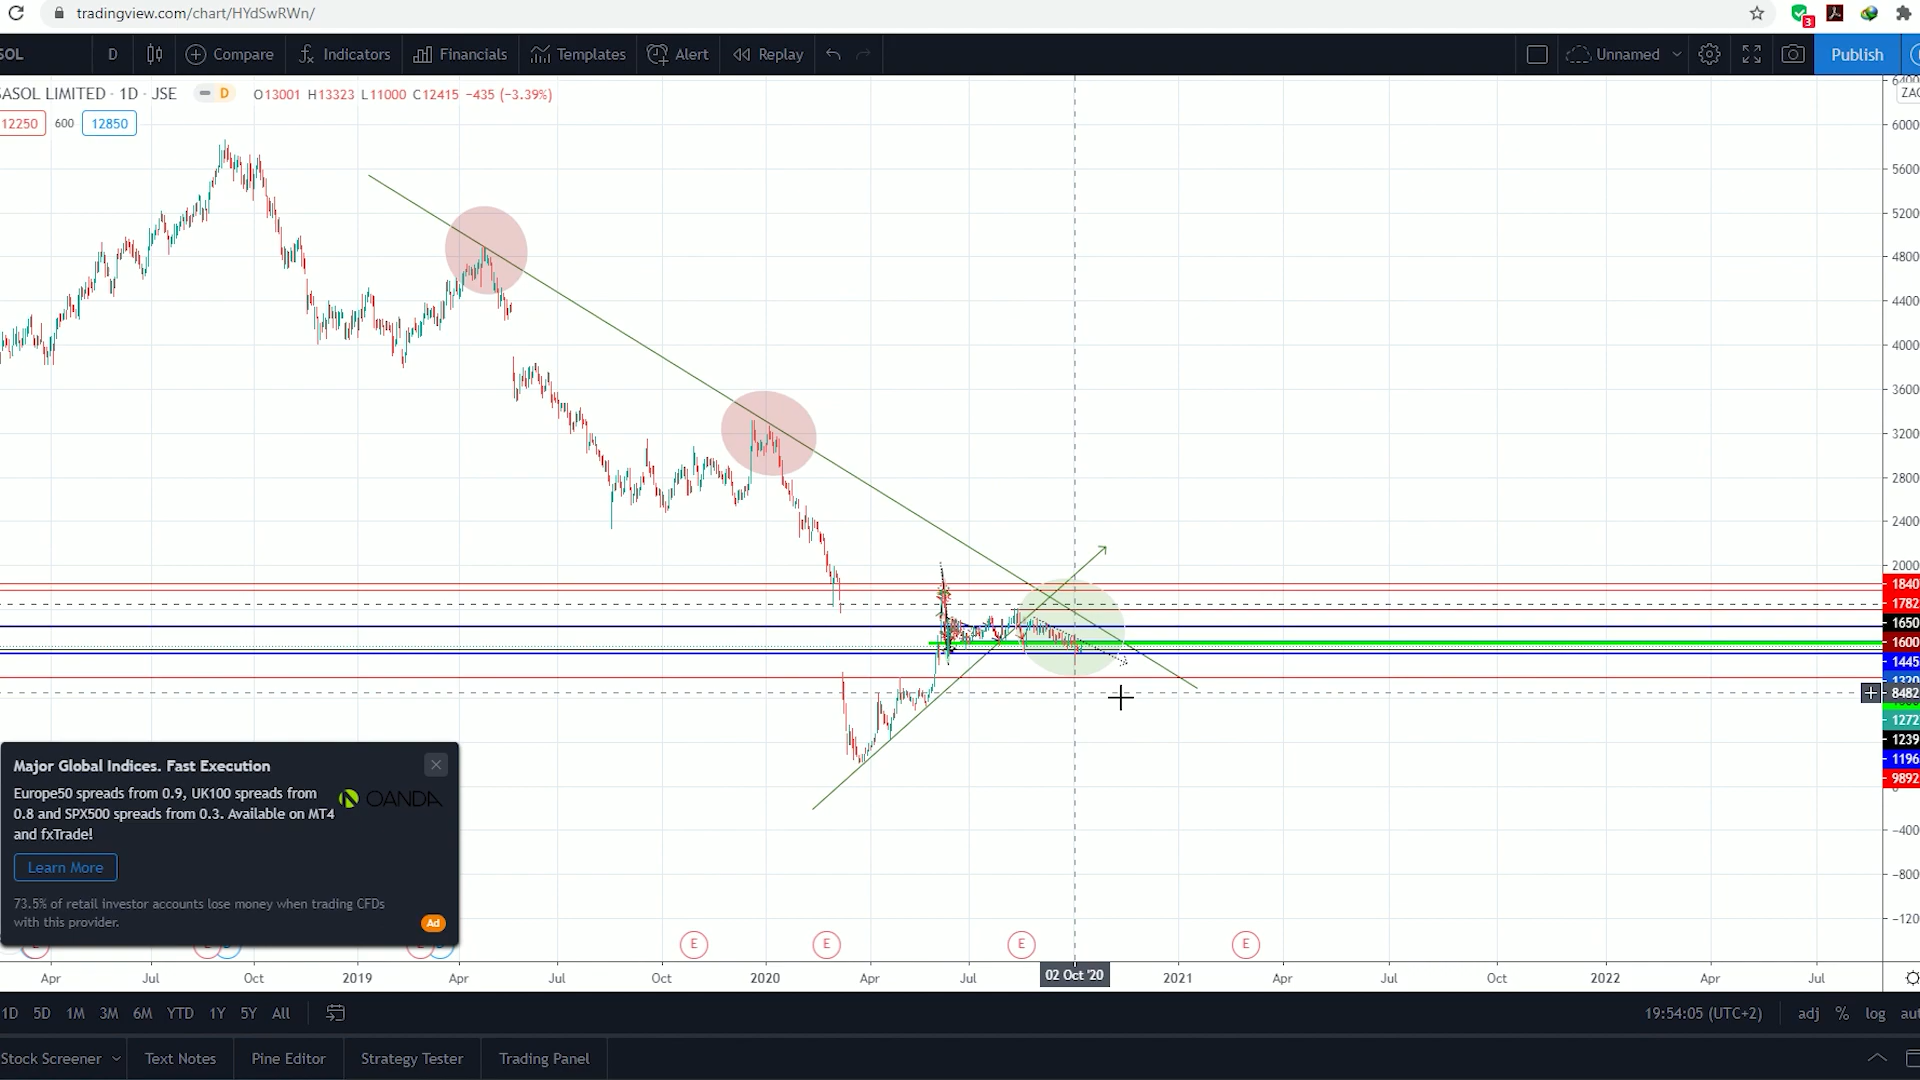 tradingview.com/chart/HYdSwRWn/
3
SOL D Compare Indicators Financials Templates Alert Replay Unnamed Publish
SASOL LIMITED · 1D · JSE D O13001 H13323 L11000 C12415 −435 (−3.39%)
12250 600 12850
ZAC
6000
5600
5200
4800
4400
4000
3600
3200
2800
2400
2000
1840
1782
1650
1600
1445
1320
8482
1272
1239
1196
9892
−400
−800
−120
Major Global Indices. Fast Execution
Europe50 spreads from 0.9, UK100 spreads from
0.8 and SPX500 spreads from 0.3. Available on MT4
and fxTrade!
OANDA
Learn More
73.5% of retail investor accounts lose money when trading CFDs
with this provider.
Ad
E E E E
Apr Jul Oct 2019 Apr Jul Oct 2020 Apr Jul 02 Oct '20 2021 Apr Jul Oct 2022 Apr Jul
1D 5D 1M 3M 6M YTD 1Y 5Y All 19:54:05 (UTC+2) adj % log aut
Stock Screener Text Notes Pine Editor Strategy Tester Trading Panel